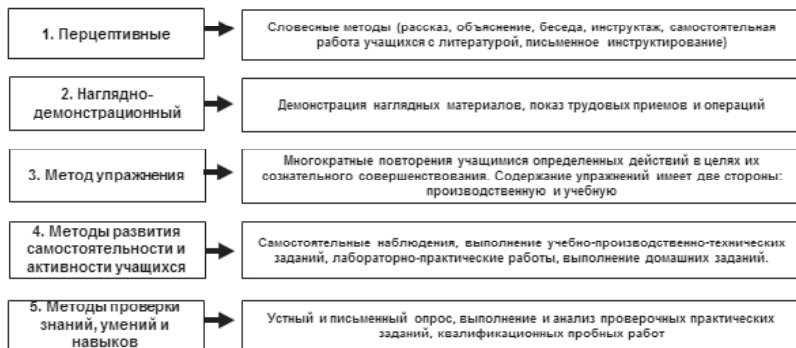 1. Перцептивные
Словесные методы (рассказ, объяснение, беседа, инструктаж, самостоятельная
работа учащихся с литературой, письменное инструктирование)
2. Наглядно-
демонстрационный
Демонстрация наглядных материалов, показ трудовых приемов и операций
3. Метод упражнения
Многократные повторения учащимися определенных действий в целях их
сознательного совершенствования. Содержание упражнений имеет две стороны:
производственную и учебную
4. Методы развития
самостоятельности и
активности учащихся
Самостоятельные наблюдения, выполнение учебно-производственно-технических
заданий, лабораторно-практические работы, выполнение домашних заданий.
5. Методы проверки
знаний, умений и
навыков
Устный и письменный опрос, выполнение и анализ проверочных практических
заданий, квалификационных пробных работ